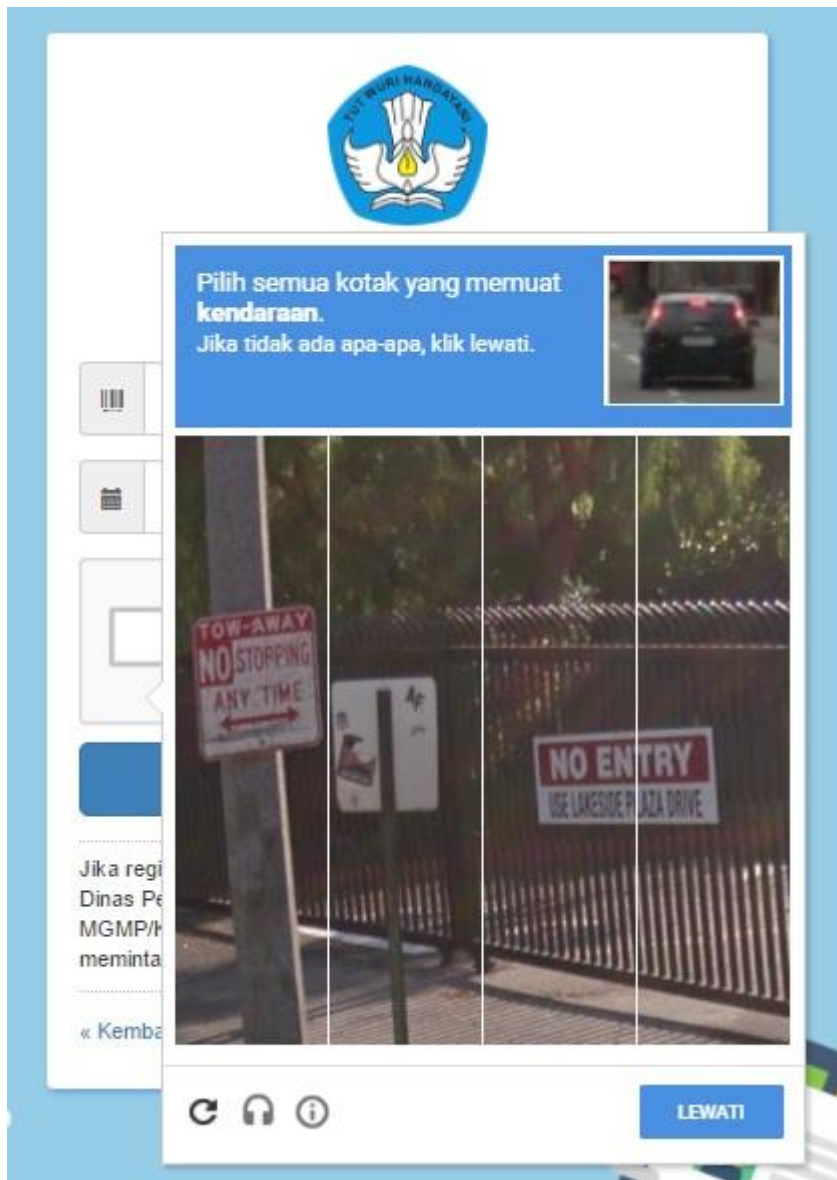 TUT WURI HANDAYANI
Pilih semua kotak yang memuat
kendaraan.
Jika tidak ada apa-apa, klik lewati.
TOW-AWAY
NO STOPPING
ANY TIME
NO ENTRY
USE LAKESIDE PLAZA DRIVE
Jika regi
Dinas Pe
MGMP/K
meminta
« Kemba
LEWATI